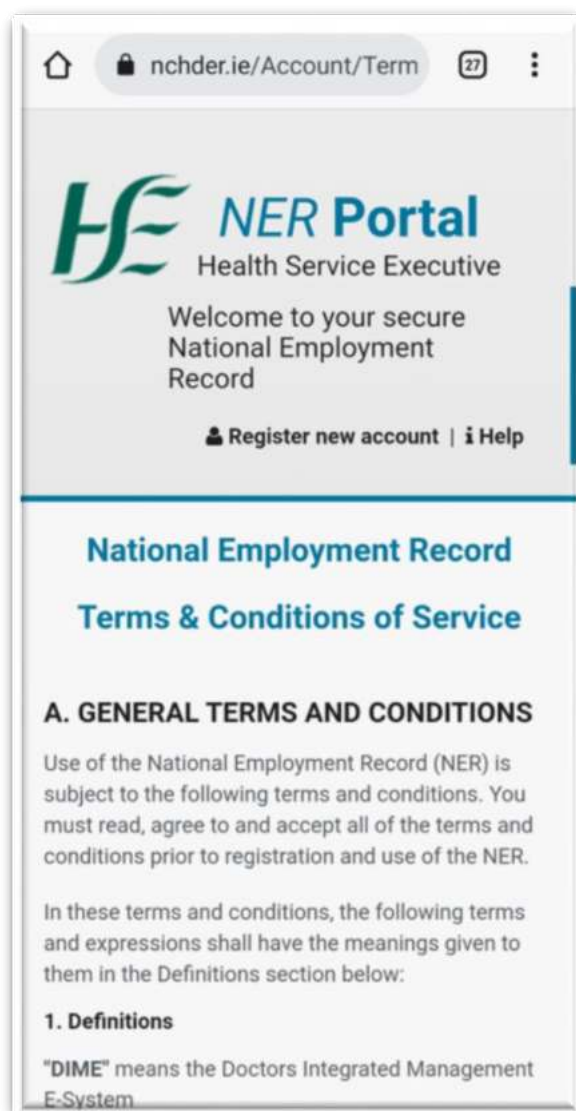 nchder.ie/Account/Term
27
HSE
NER Portal
Health Service Executive
Welcome to your secure
National Employment
Record
Register new account | i Help
National Employment Record
Terms & Conditions of Service
A. GENERAL TERMS AND CONDITIONS
Use of the National Employment Record (NER) is
subject to the following terms and conditions. You
must read, agree to and accept all of the terms and
conditions prior to registration and use of the NER.
In these terms and conditions, the following terms
and expressions shall have the meanings given to
them in the Definitions section below:
1. Definitions
"DIME" means the Doctors Integrated Management
E-System